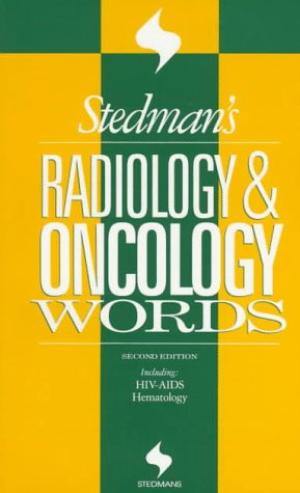 Stedman's
RADIOLOGY &
ONCOLOGY
WORDS
SECOND EDITION
Including:
HIV-AIDS
Hematology
STEDMANS